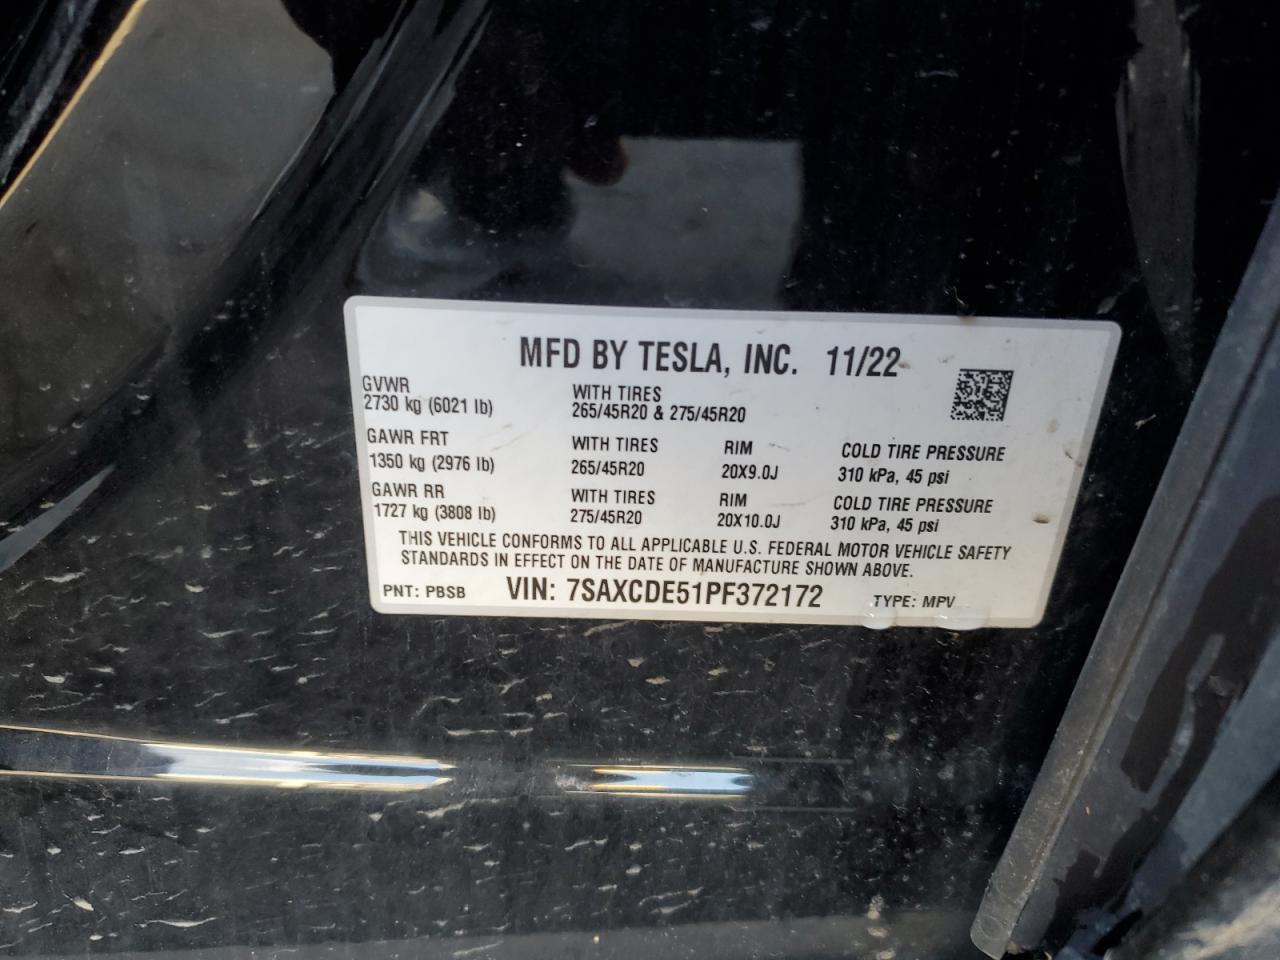 MFD BY TESLA, INC. 11/22
GVWR
2730 kg (6021 lb)
WITH TIRES
265/45R20 & 275/45R20
GAWR FRT
1350 kg (2976 lb)
WITH TIRES
265/45R20
RIM
20X9.0J
COLD TIRE PRESSURE
310 kPa, 45 psi
GAWR RR
1727 kg (3808 lb)
WITH TIRES
275/45R20
RIM
20X10.0J
COLD TIRE PRESSURE
310 kPa, 45 psi
THIS VEHICLE CONFORMS TO ALL APPLICABLE U.S. FEDERAL MOTOR VEHICLE SAFETY
STANDARDS IN EFFECT ON THE DATE OF MANUFACTURE SHOWN ABOVE.
PNT: PBSB VIN: 7SAXCDE51PF372172 TYPE: MPV